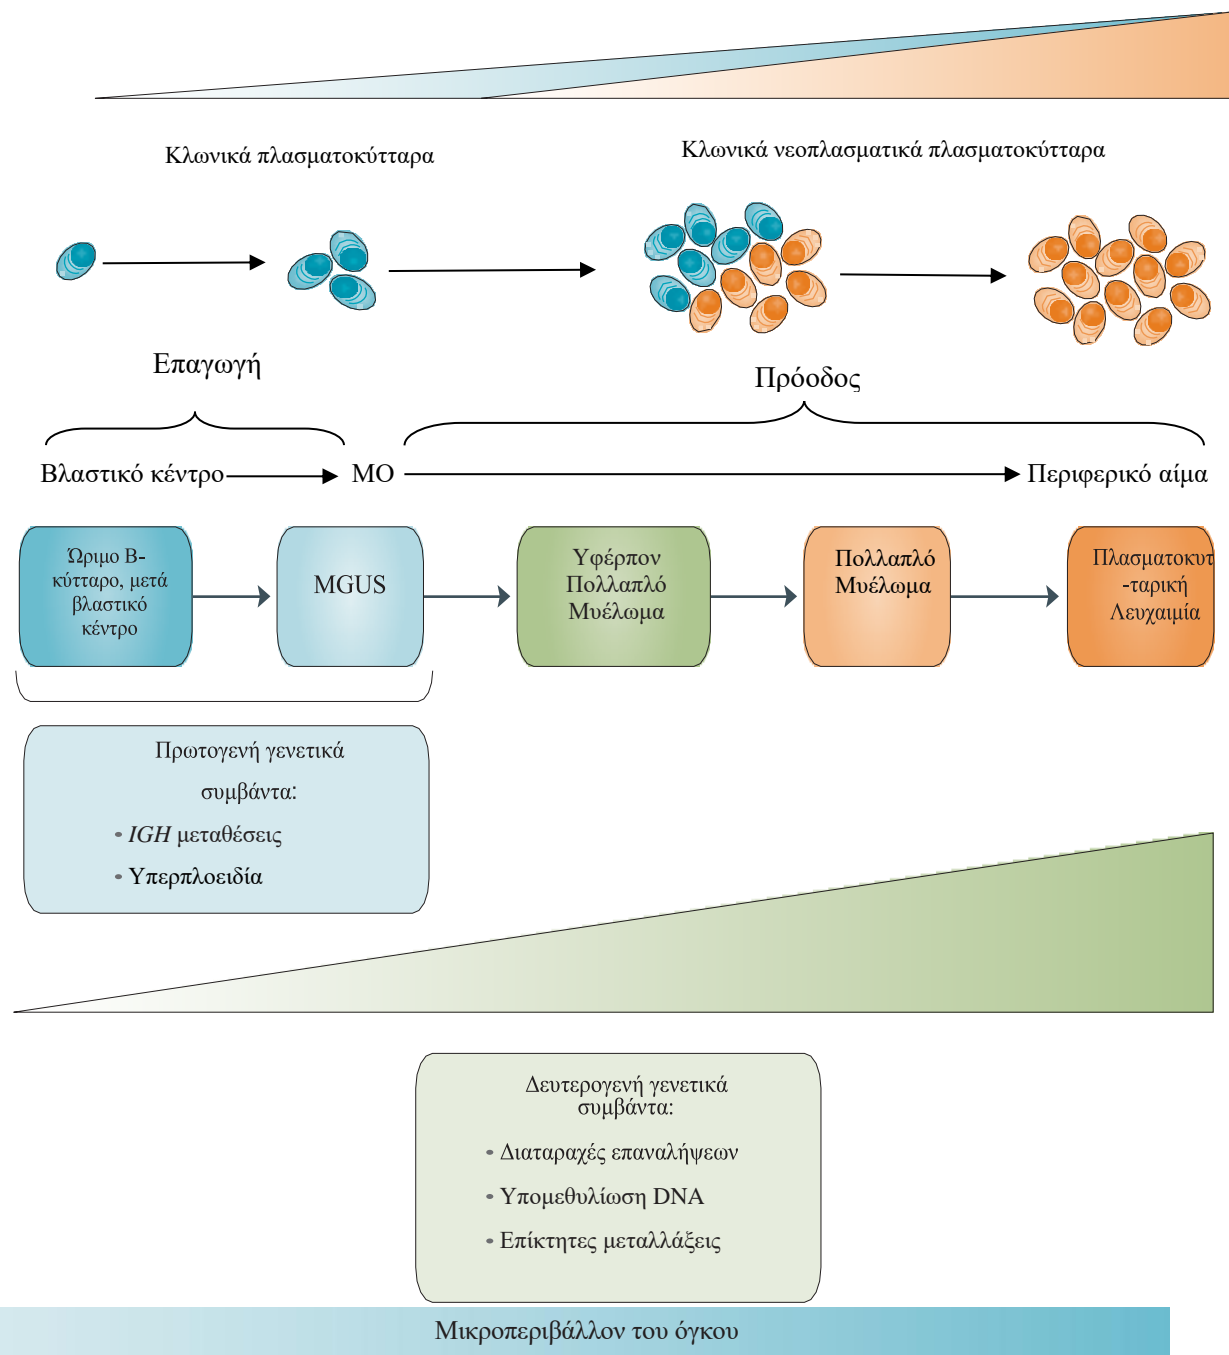 Κλωνικά πλασματοκύτταρα
Κλωνικά νεοπλασματικά πλασματοκύτταρα
Επαγωγή
Πρόοδος
Βλαστικό κέντρο
ΜΟ
Περιφερικό αίμα
Ώριμο Β-
κύτταρο, μετά
βλαστικό
κέντρο
MGUS
Υφέρπον
Πολλαπλό
Μυέλωμα
Πολλαπλό
Μυέλωμα
Πλασματοκυτ
-ταρική
Λευχαιμία
Πρωτογενή γενετικά
συμβάντα:
• IGH μεταθέσεις
• Υπερπλοειδία
Δευτερογενή γενετικά
συμβάντα:
• Διαταραχές επαναλήψεων
• Υπομεθυλίωση DNA
• Επίκτητες μεταλλάξεις
Μικροπεριβάλλον του όγκου